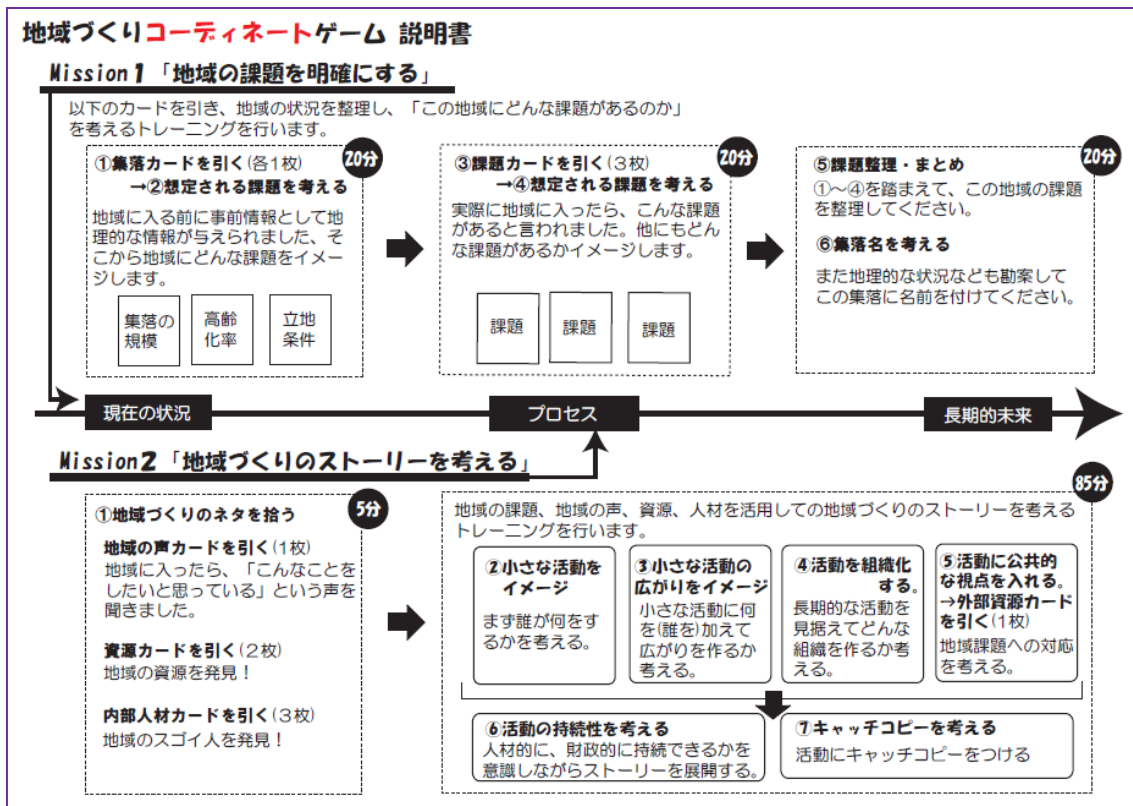 地域づくりコーディネートゲーム 説明書
Mission1「地域の課題を明確にする」
以下のカードを引き、地域の状況を整理し、「この地域にどんな課題があるのか」
を考えるトレーニングを行います。
20分
①集落カードを引く(各1枚)
→②想定される課題を考える
地域に入る前に事前情報として地
理的な情報が与えられました、そ
こから地域にどんな課題をイメー
ジします。
集落の
規模
高齢
化率
立地
条件
20分
③課題カードを引く(3枚)
→④想定される課題を考える
実際に地域に入ったら、こんな課題
があると言われました。他にもどん
な課題があるかイメージします。
課題
課題
課題
20分
⑤課題整理・まとめ
①〜④を踏まえて、この地域の課題
を整理してください。
⑥集落名を考える
また地理的な状況なども勘案して
この集落に名前を付けてください。
現在の状況
プロセス
長期的未来
Mission2「地域づくりのストーリーを考える」
5分
①地域づくりのネタを拾う
地域の声カードを引く(1枚)
地域に入ったら、「こんなことを
したいと思っている」という声を
聞きました。
資源カードを引く(2枚)
地域の資源を発見！
内部人材カードを引く(3枚)
地域のスゴイ人を発見！
85分
地域の課題、地域の声、資源、人材を活用しての地域づくりのストーリーを考える
トレーニングを行います。
②小さな活動を
イメージ
まず誰が何をす
るかを考える。
③小さな活動の
広がりをイメージ
小さな活動に何
を(誰を)加えて
広がりを作るか
考える。
④活動を組織化
する。
長期的な活動を
見据えてどんな
組織を作るか考
える。
⑤活動に公共的
な視点を入れる。
→外部資源カード
を引く(1枚)
地域課題への対応
を考える。
⑥活動の持続性を考える
人材的に、財政的に持続できるかを
意識しながらストーリーを展開する。
⑦キャッチコピーを考える
活動にキャッチコピーをつける